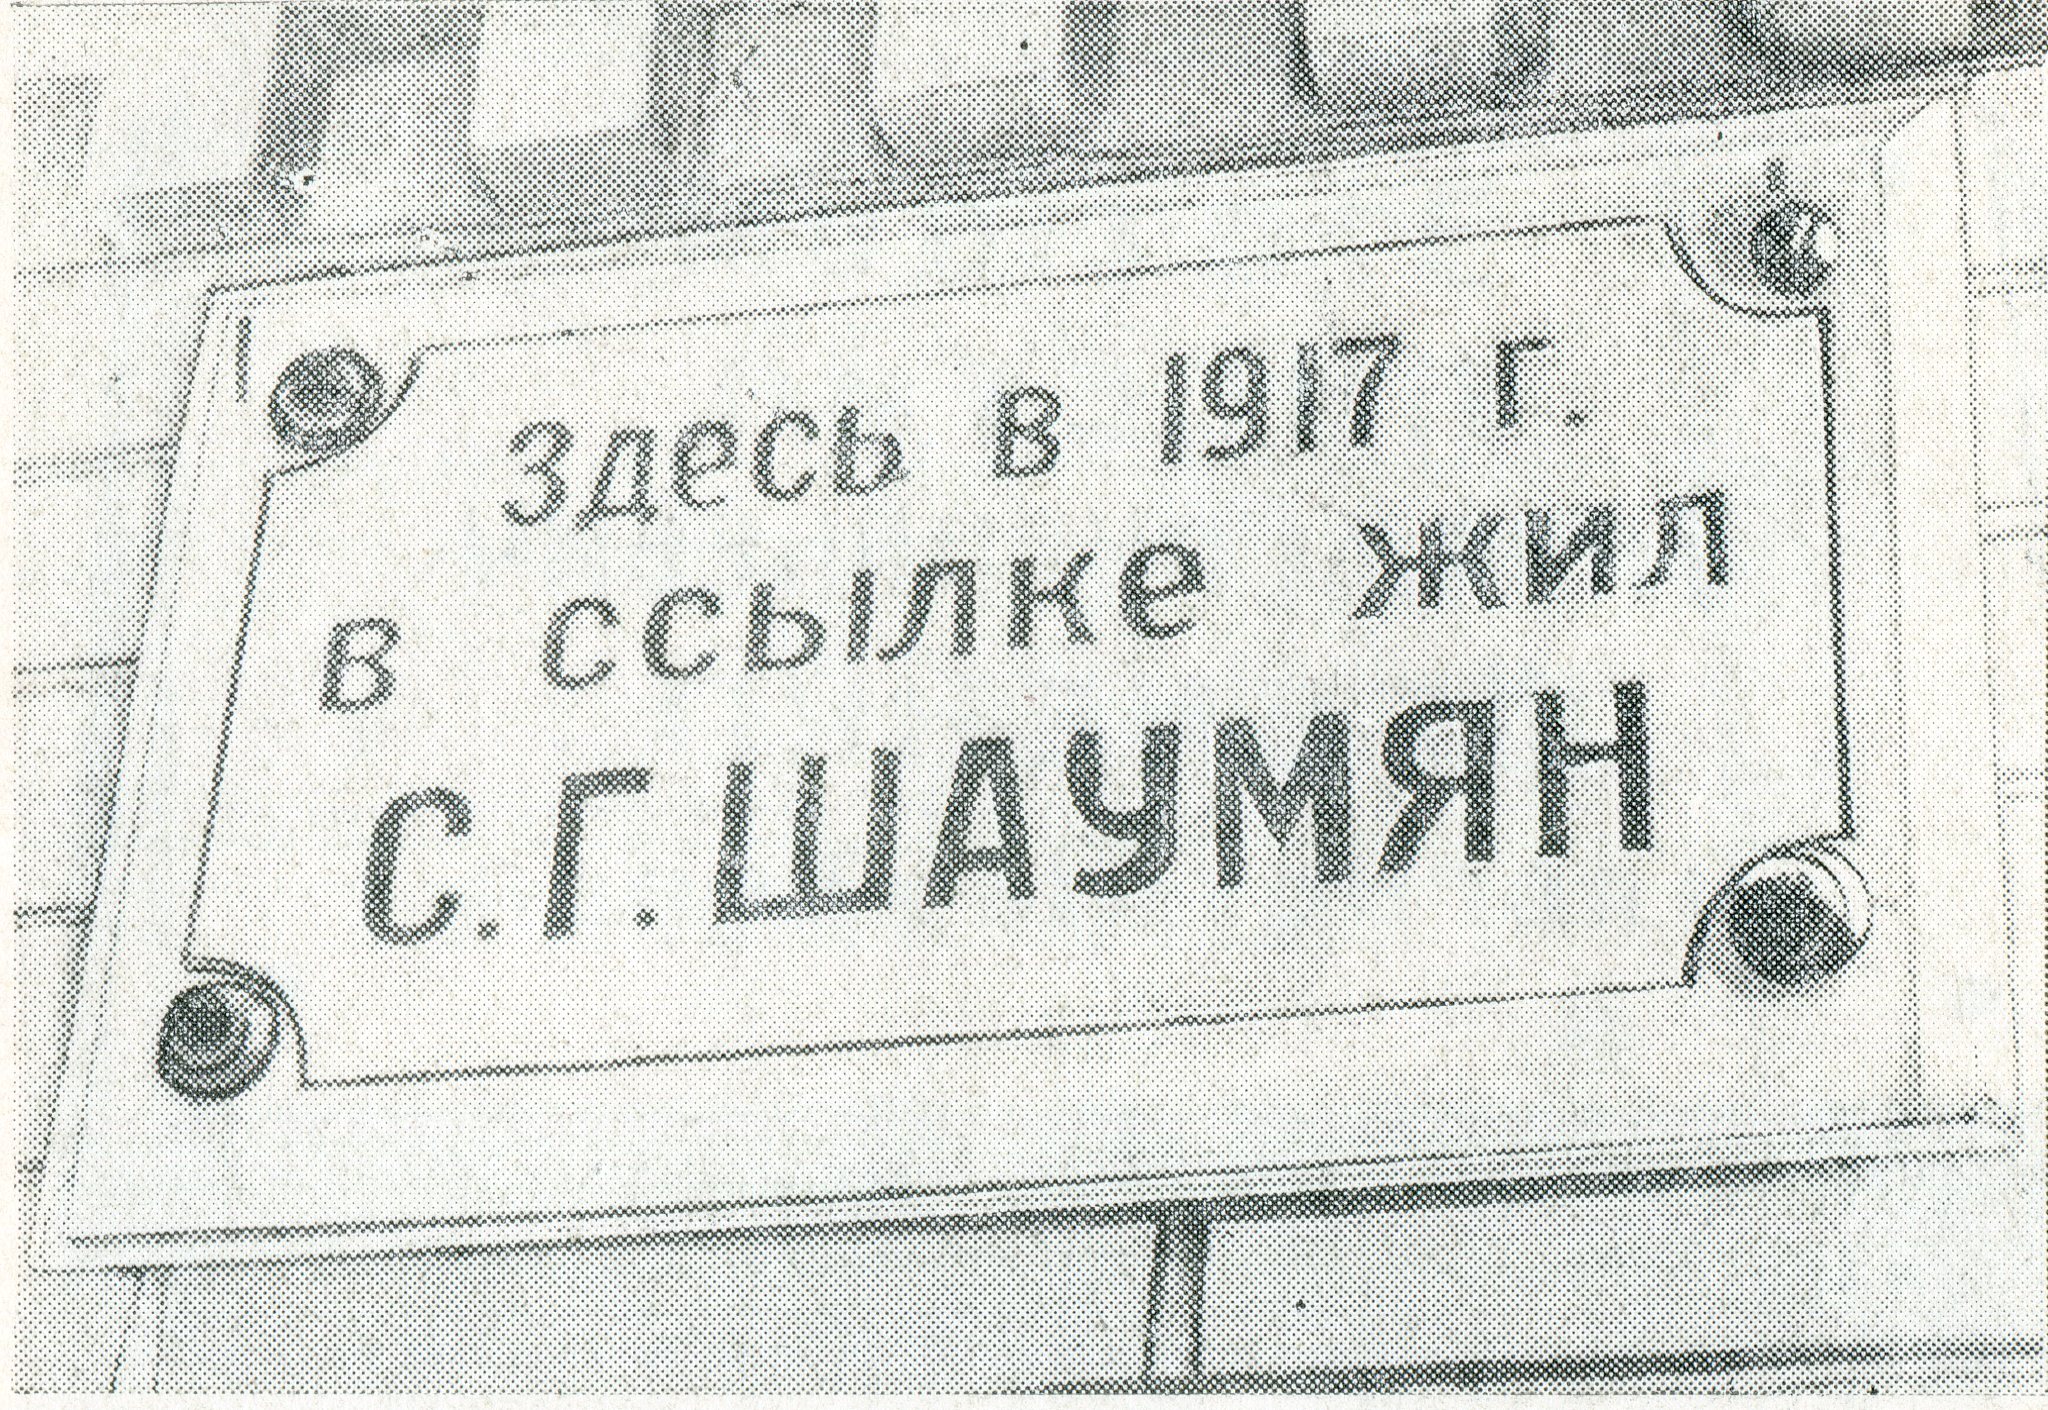 Здесь в 1917 г.
в ссылке жил
С.Г.ШАУМЯН